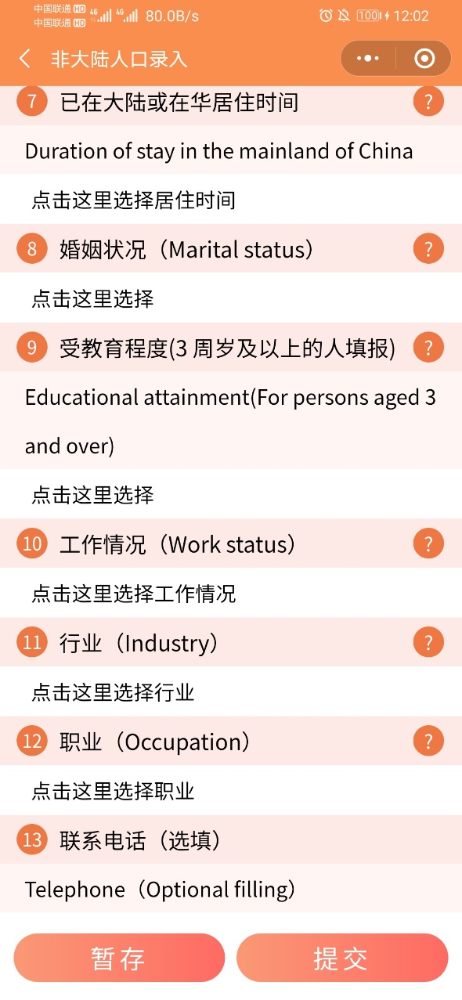 中国联通 HD 4G 4G 80.0B/s 100 12:02
中国联通 HD
非大陆人口录入
7 已在大陆或在华居住时间 ?
Duration of stay in the mainland of China
点击这里选择居住时间
8 婚姻状况（Marital status） ?
点击这里选择
9 受教育程度(3 周岁及以上的人填报) ?
Educational attainment(For persons aged 3
and over)
点击这里选择
10 工作情况（Work status） ?
点击这里选择工作情况
11 行业（Industry） ?
点击这里选择行业
12 职业（Occupation） ?
点击这里选择职业
13 联系电话（选填）
Telephone（Optional filling）
暂存 提交